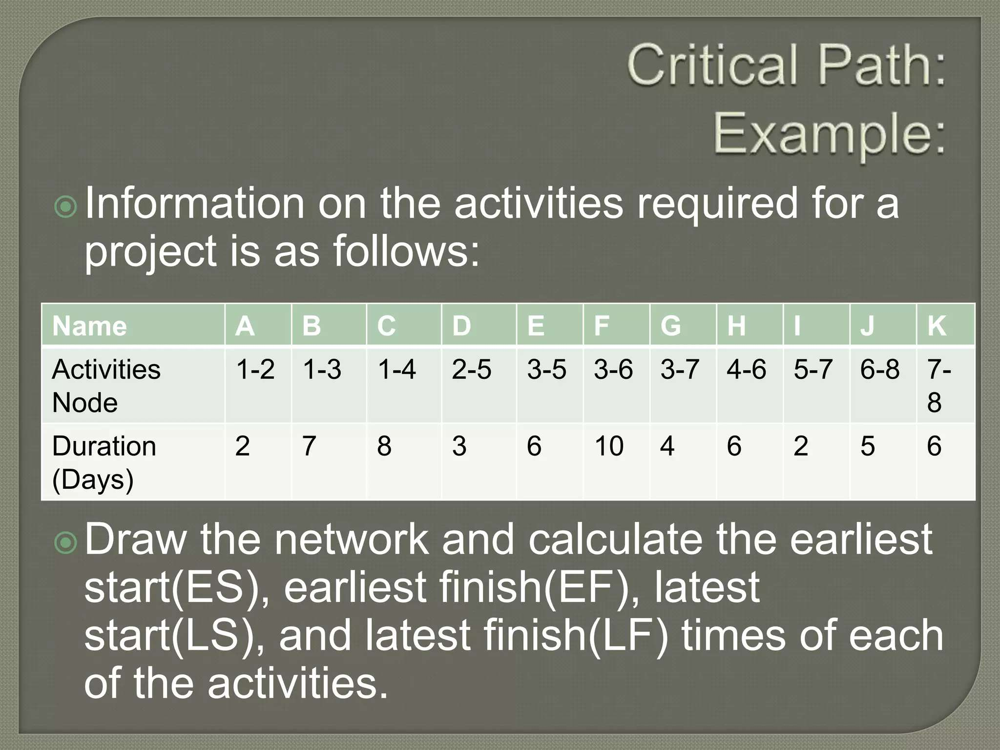 Critical Path:
Example:
Information on the activities required for a
project is as follows:
Name A B C D E F G H I J K
Activities Node 1-2 1-3 1-4 2-5 3-5 3-6 3-7 4-6 5-7 6-8 7-8
Duration (Days) 2 7 8 3 6 10 4 6 2 5 6
Draw the network and calculate the earliest
start(ES), earliest finish(EF), latest
start(LS), and latest finish(LF) times of each
of the activities.